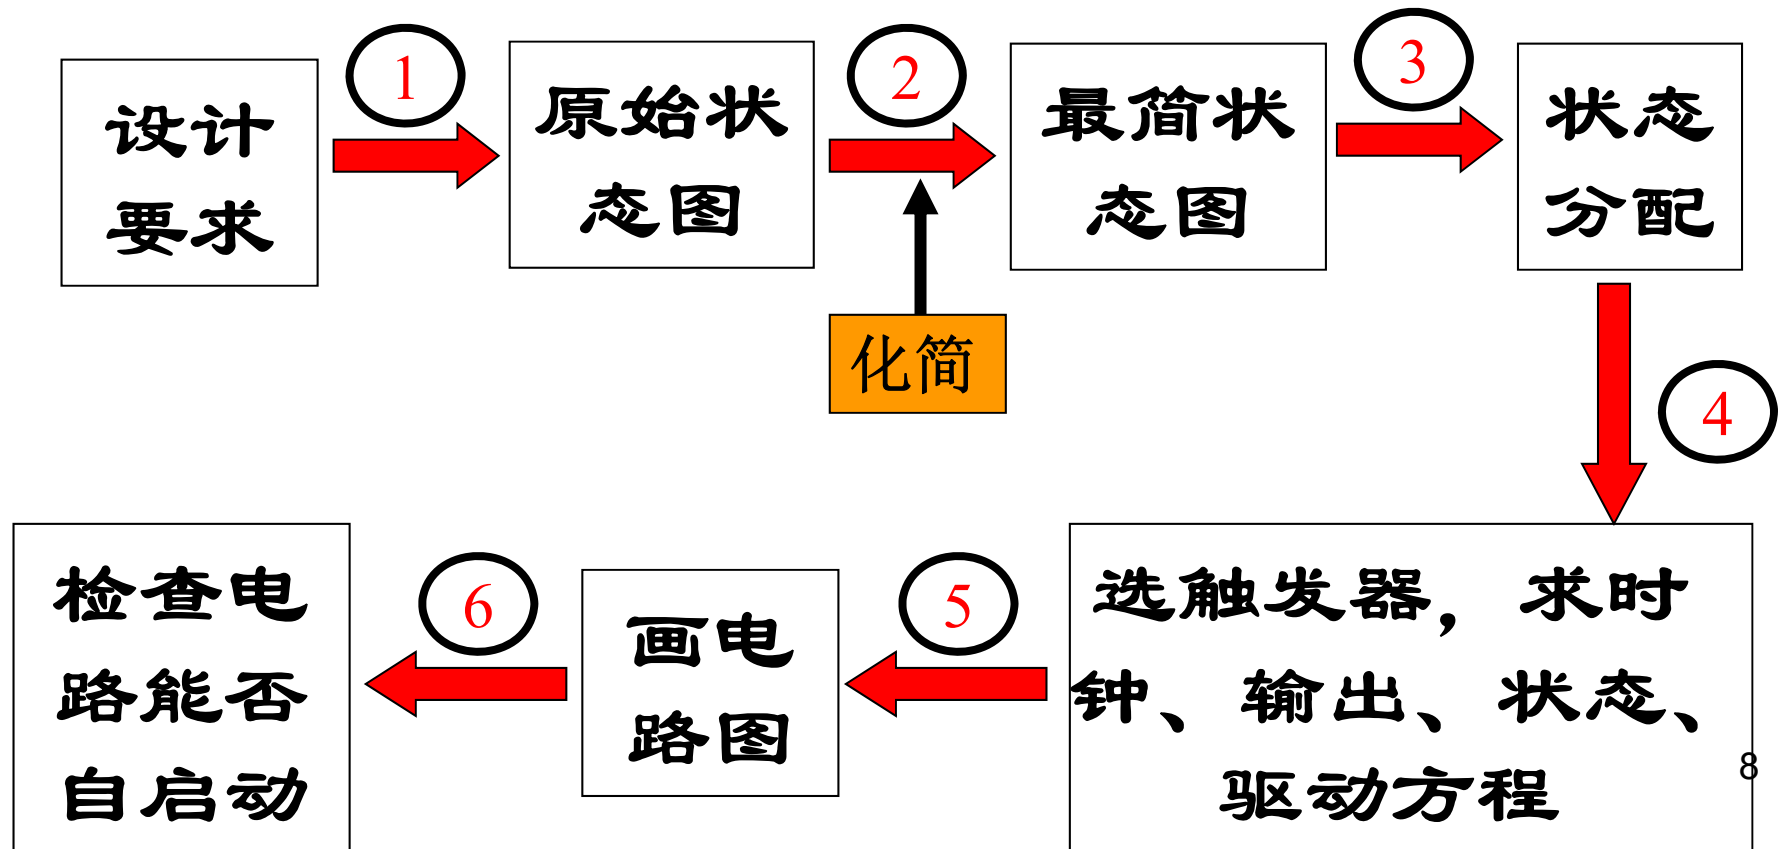 设计
要求
1
原始状
态图
2
化简
最简状
态图
3
状态
分配
4
选触发器，求时
钟、输出、状态、
驱动方程
5
画电
路图
6
检查电
路能否
自启动
8